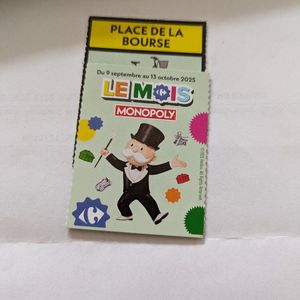 PLACE DE LA
BOURSE
Du 9 septembre au 13 octobre 2025
LE MOIS
MONOPOLY